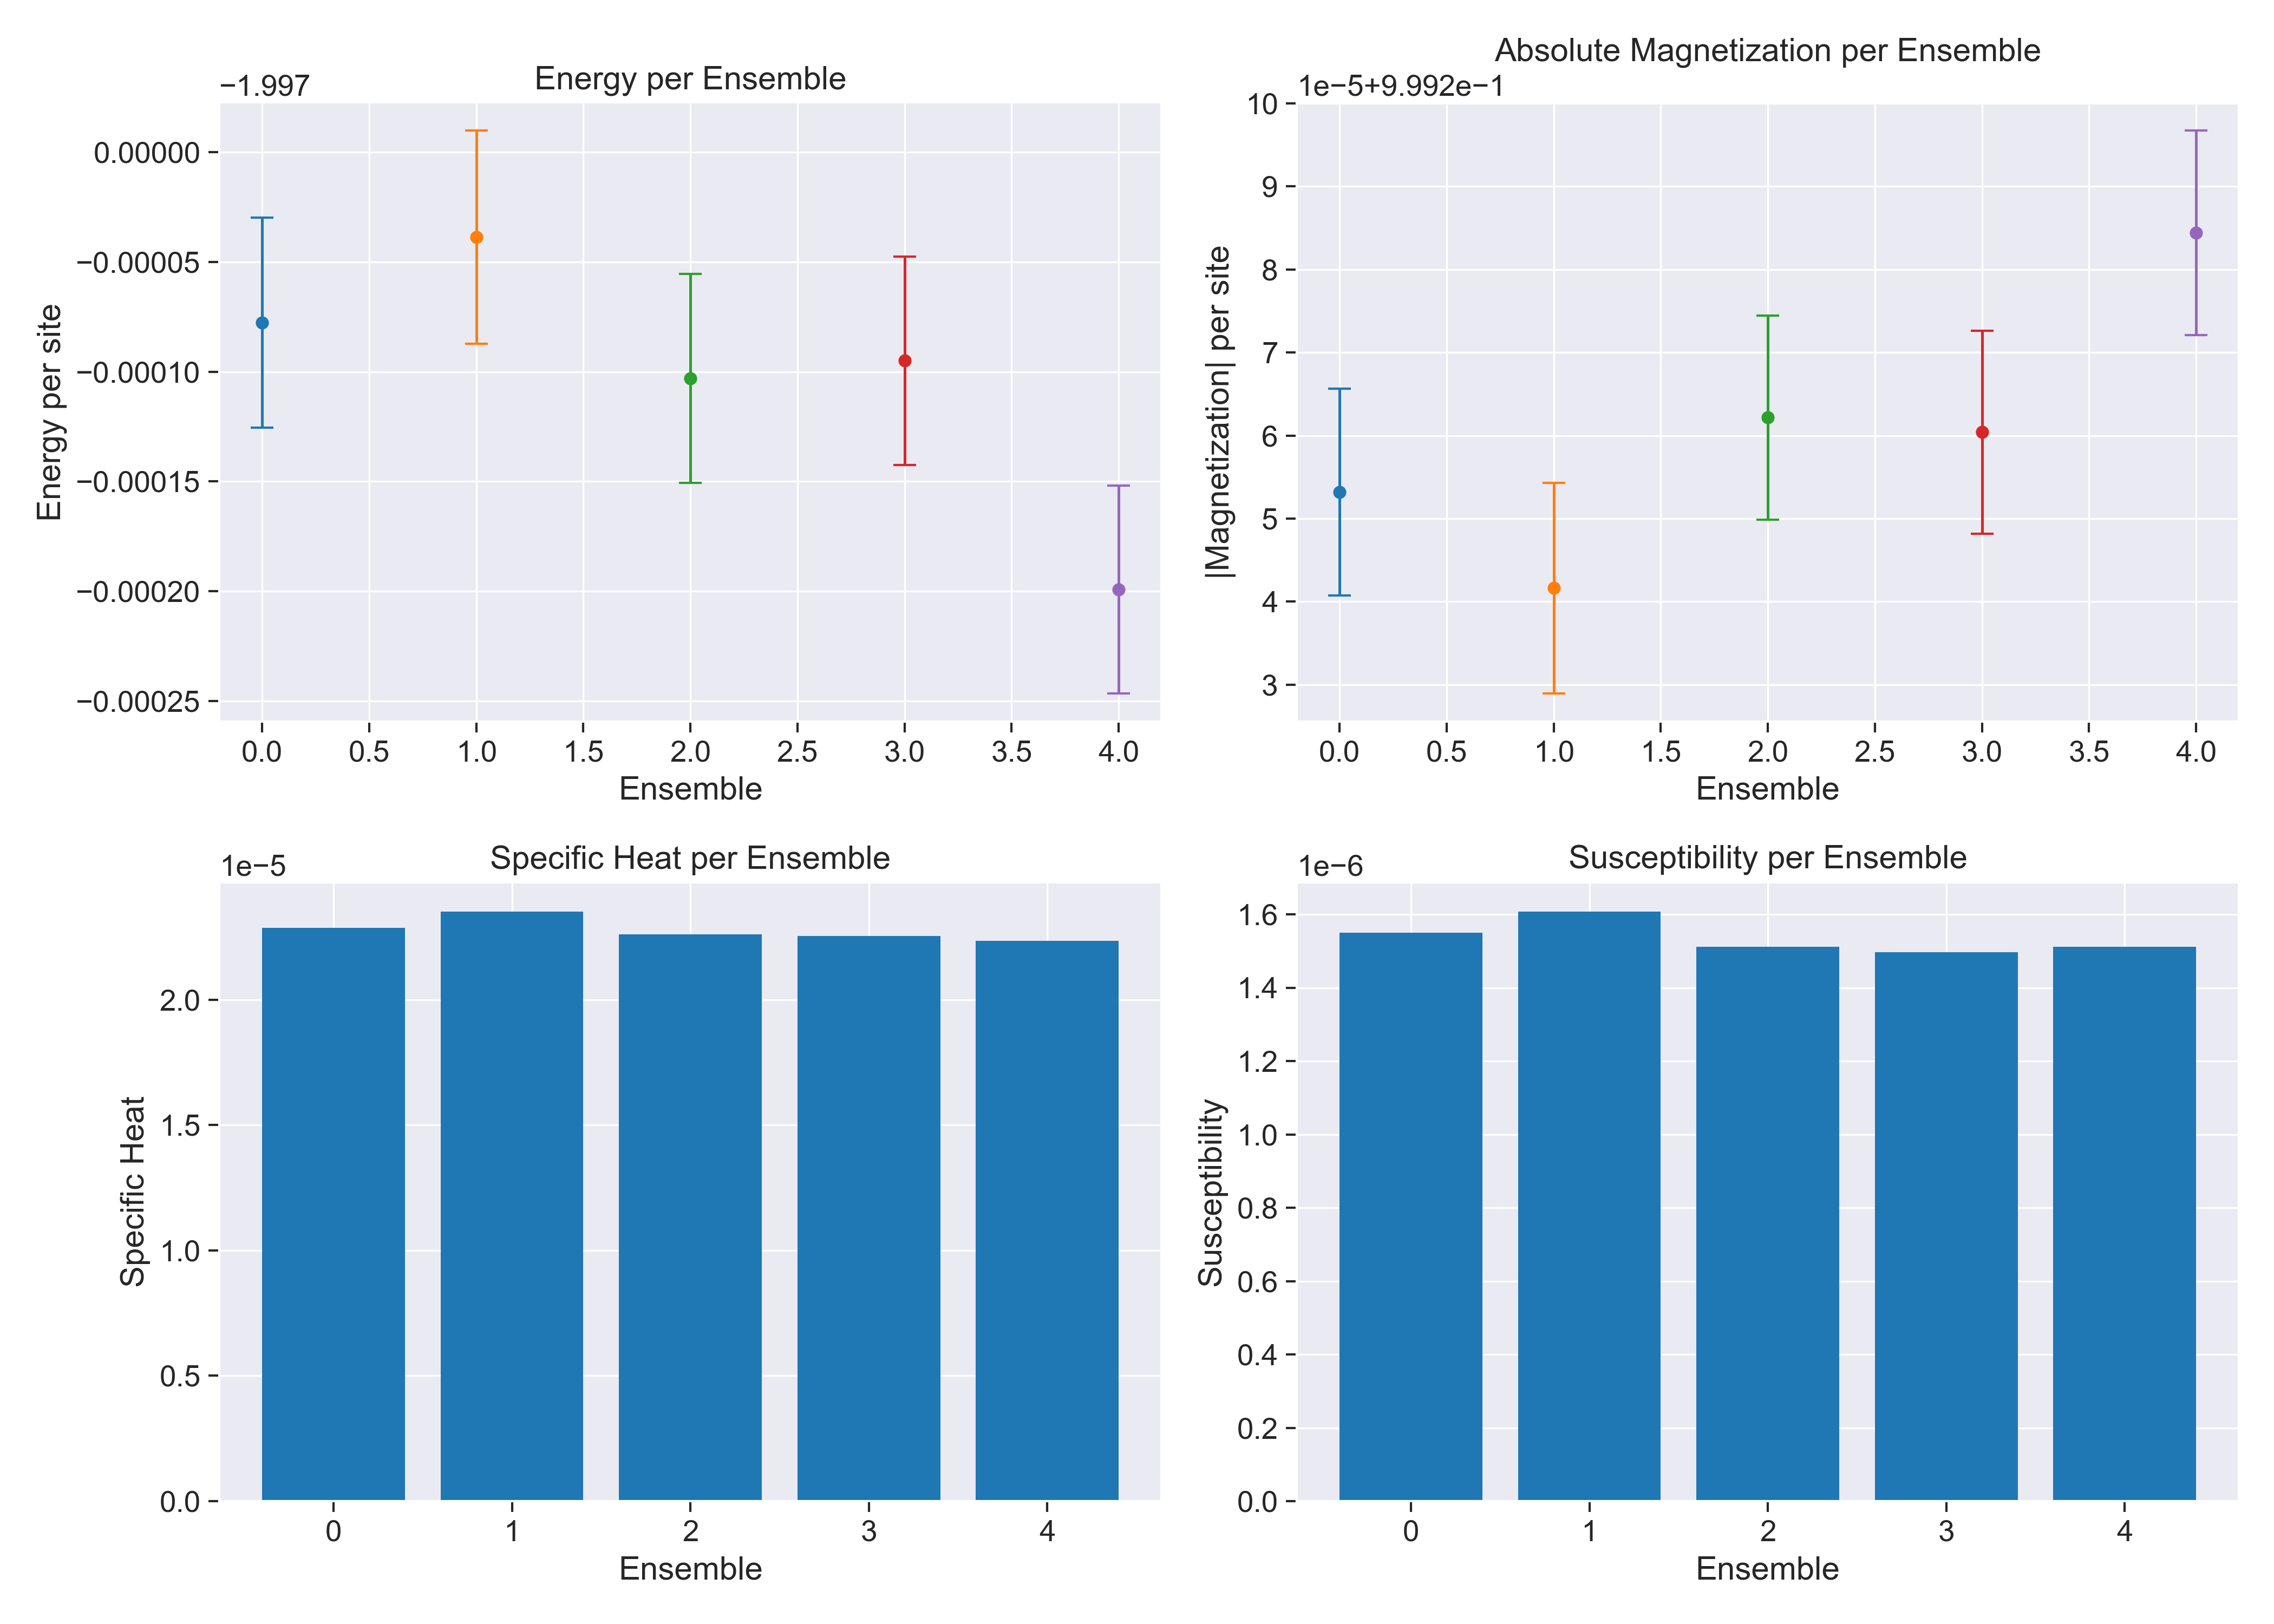 Energy per Ensemble
−1.997
0.00000
−0.00005
−0.00010
−0.00015
−0.00020
−0.00025
Energy per site
0.0 0.5 1.0 1.5 2.0 2.5 3.0 3.5 4.0
Ensemble
Absolute Magnetization per Ensemble
1e−5+9.992e−1
10
9
8
7
6
5
4
3
|Magnetization| per site
0.0 0.5 1.0 1.5 2.0 2.5 3.0 3.5 4.0
Ensemble
Specific Heat per Ensemble
1e−5
2.0
1.5
1.0
0.5
0.0
Specific Heat
0 1 2 3 4
Ensemble
Susceptibility per Ensemble
1e−6
1.6
1.4
1.2
1.0
0.8
0.6
0.4
0.2
0.0
Susceptibility
0 1 2 3 4
Ensemble